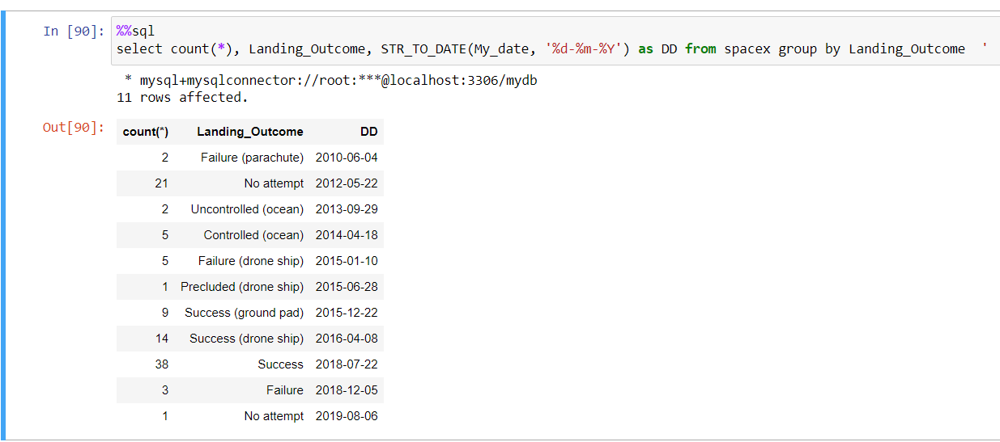 In [90]: %%sql
select count(*), Landing_Outcome, STR_TO_DATE(My_date, '%d-%m-%Y') as DD from spacex group by Landing_Outcome '
* mysql+mysqlconnector://root:***@localhost:3306/mydb
11 rows affected.
Out[90]: count(*) Landing_Outcome DD
2 Failure (parachute) 2010-06-04
21 No attempt 2012-05-22
2 Uncontrolled (ocean) 2013-09-29
5 Controlled (ocean) 2014-04-18
5 Failure (drone ship) 2015-01-10
1 Precluded (drone ship) 2015-06-28
9 Success (ground pad) 2015-12-22
14 Success (drone ship) 2016-04-08
38 Success 2018-07-22
3 Failure 2018-12-05
1 No attempt 2019-08-06